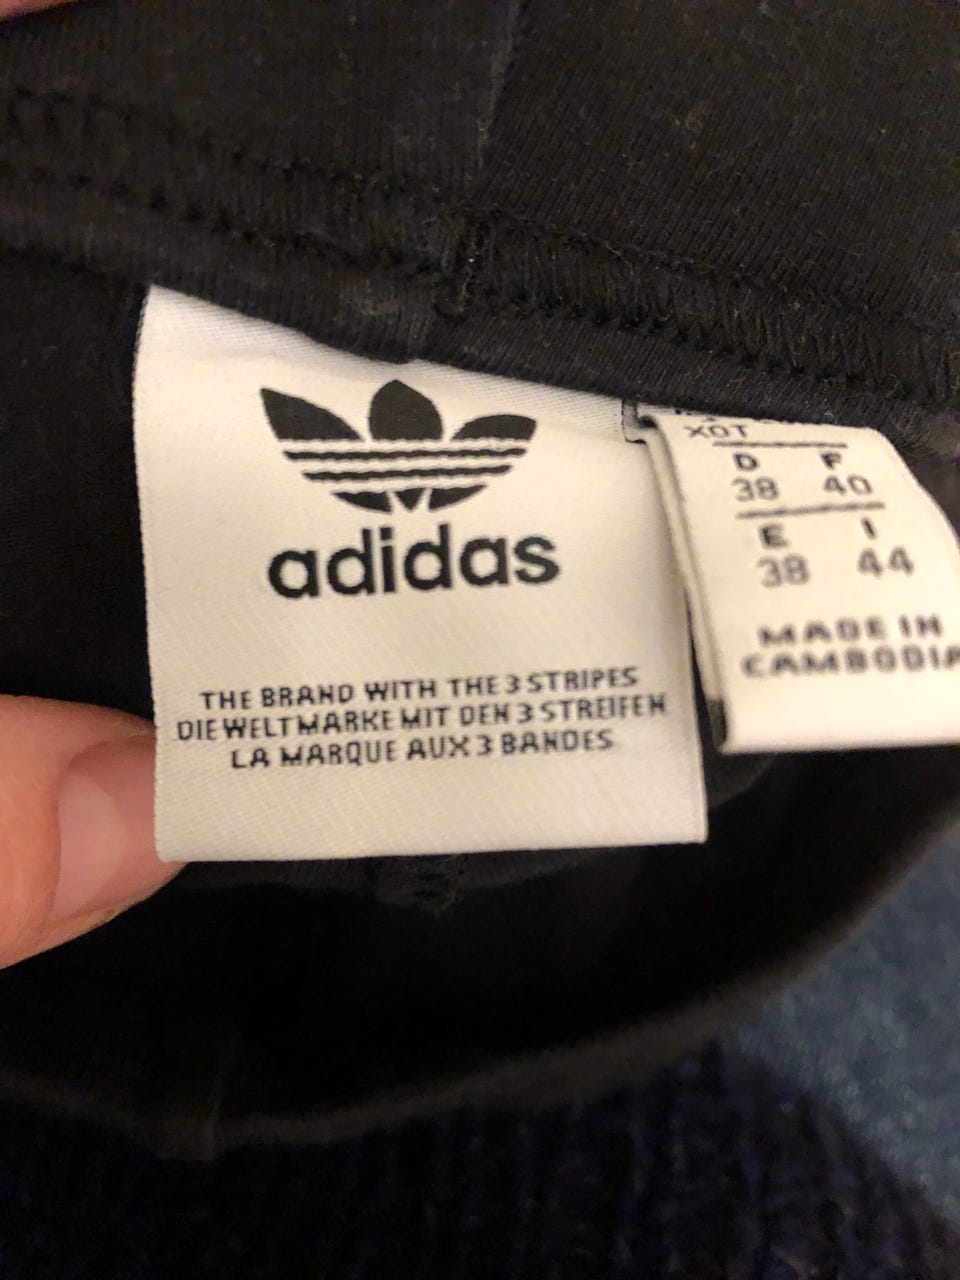 adidas
THE BRAND WITH THE 3 STRIPES
DIE WELTMARKE MIT DEN 3 STREIFEN
LA MARQUE AUX 3 BANDES
XOT
D F
38 40
E I
38 44
MADE IN
CAMBODIA